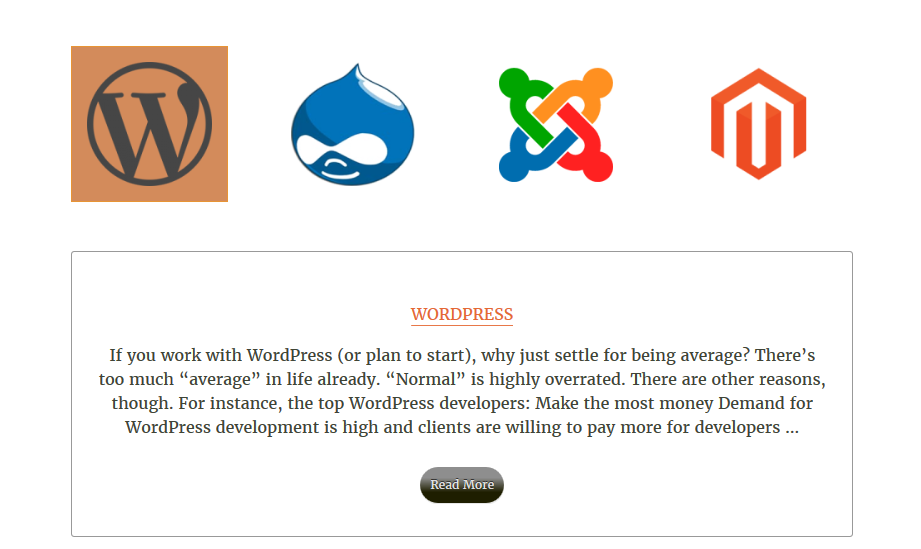 WORDPRESS
If you work with WordPress (or plan to start), why just settle for being average? There’s
too much “average” in life already. “Normal” is highly overrated. There are other reasons,
though. For instance, the top WordPress developers: Make the most money Demand for
WordPress development is high and clients are willing to pay more for developers ...
Read More